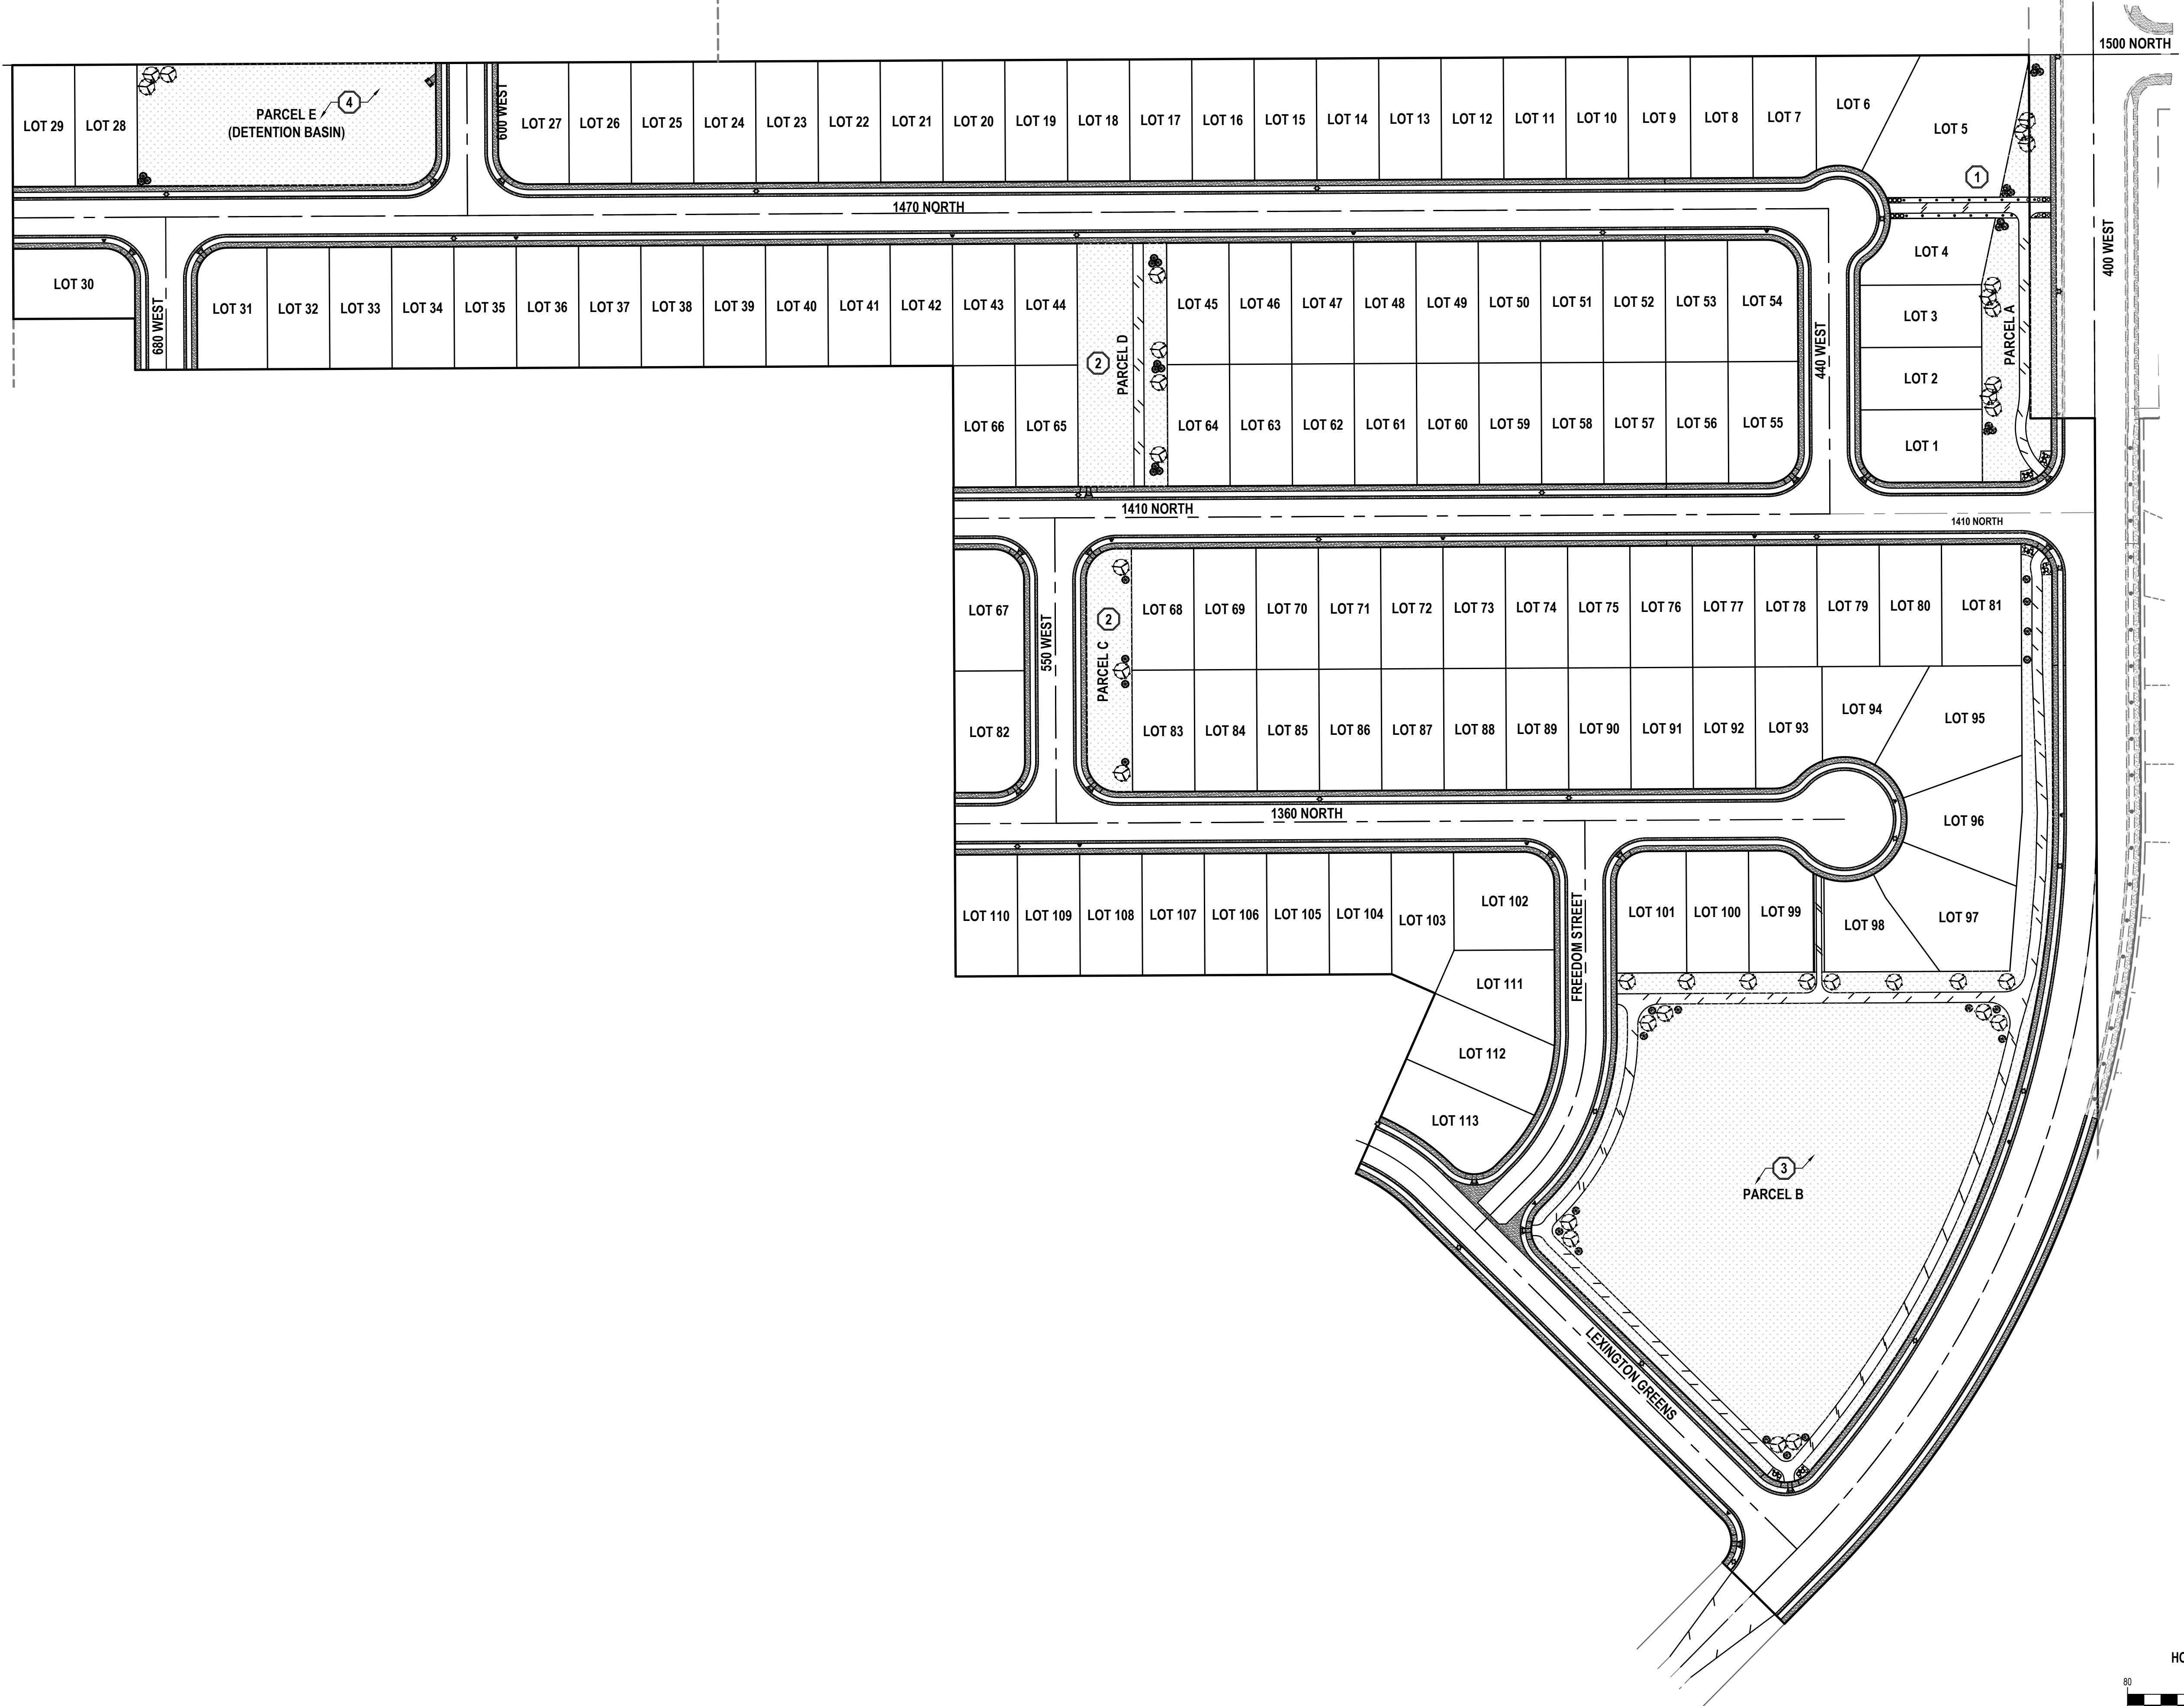 1500 NORTH
LOT 29
LOT 28
PARCEL E
(DETENTION BASIN)
4
600 WEST
LOT 27
LOT 26
LOT 25
LOT 24
LOT 23
LOT 22
LOT 21
LOT 20
LOT 19
LOT 18
LOT 17
LOT 16
LOT 15
LOT 14
LOT 13
LOT 12
LOT 11
LOT 10
LOT 9
LOT 8
LOT 7
LOT 6
LOT 5
1
1470 NORTH
400 WEST
LOT 30
680 WEST
LOT 31
LOT 32
LOT 33
LOT 34
LOT 35
LOT 36
LOT 37
LOT 38
LOT 39
LOT 40
LOT 41
LOT 42
LOT 43
LOT 44
2
PARCEL D
LOT 45
LOT 46
LOT 47
LOT 48
LOT 49
LOT 50
LOT 51
LOT 52
LOT 53
LOT 54
440 WEST
LOT 4
LOT 3
LOT 2
LOT 1
PARCEL A
LOT 66
LOT 65
LOT 64
LOT 63
LOT 62
LOT 61
LOT 60
LOT 59
LOT 58
LOT 57
LOT 56
LOT 55
1410 NORTH
1410 NORTH
LOT 67
550 WEST
2
PARCEL C
LOT 68
LOT 69
LOT 70
LOT 71
LOT 72
LOT 73
LOT 74
LOT 75
LOT 76
LOT 77
LOT 78
LOT 79
LOT 80
LOT 81
LOT 82
LOT 83
LOT 84
LOT 85
LOT 86
LOT 87
LOT 88
LOT 89
LOT 90
LOT 91
LOT 92
LOT 93
LOT 94
LOT 95
1360 NORTH
LOT 96
LOT 110
LOT 109
LOT 108
LOT 107
LOT 106
LOT 105
LOT 104
LOT 103
LOT 102
FREEDOM STREET
LOT 101
LOT 100
LOT 99
LOT 98
LOT 97
LOT 111
LOT 112
LOT 113
3
PARCEL B
LEXINGTON GREENS
HO
80